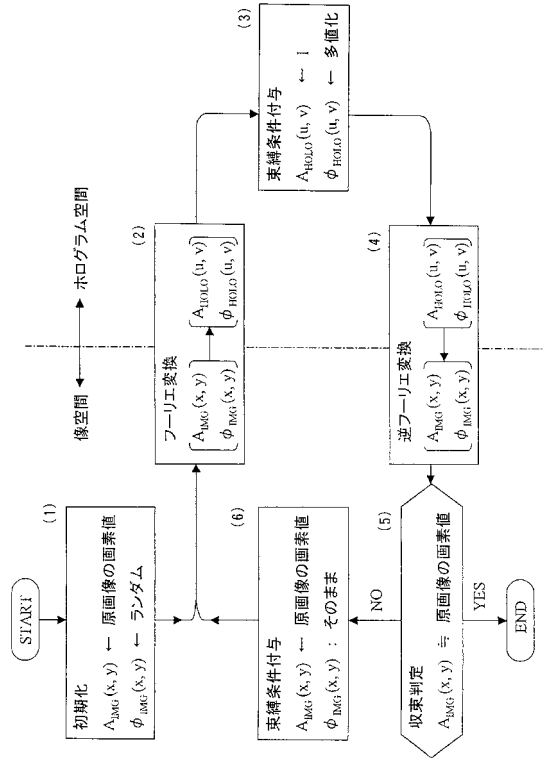 像空間 ホログラム空間
START
(1)
初期化
A_IMG(x, y) ← 原画像の画素値
φ_IMG(x, y) ← ランダム
(2)
フーリエ変換
A_IMG(x, y) A_HOLO(u, v)
φ_IMG(x, y) φ_HOLO(u, v)
(3)
束縛条件付与
A_HOLO(u, v) ← 1
φ_HOLO(u, v) ← 多値化
(4)
逆フーリエ変換
A_IMG(x, y) A_HOLO(u, v)
φ_IMG(x, y) φ_HOLO(u, v)
(5)
収束判定
A_IMG(x, y) ≒ 原画像の画素値
NO
YES
(6)
束縛条件付与
A_IMG(x, y) ← 原画像の画素値
φ_IMG(x, y) : そのまま
END